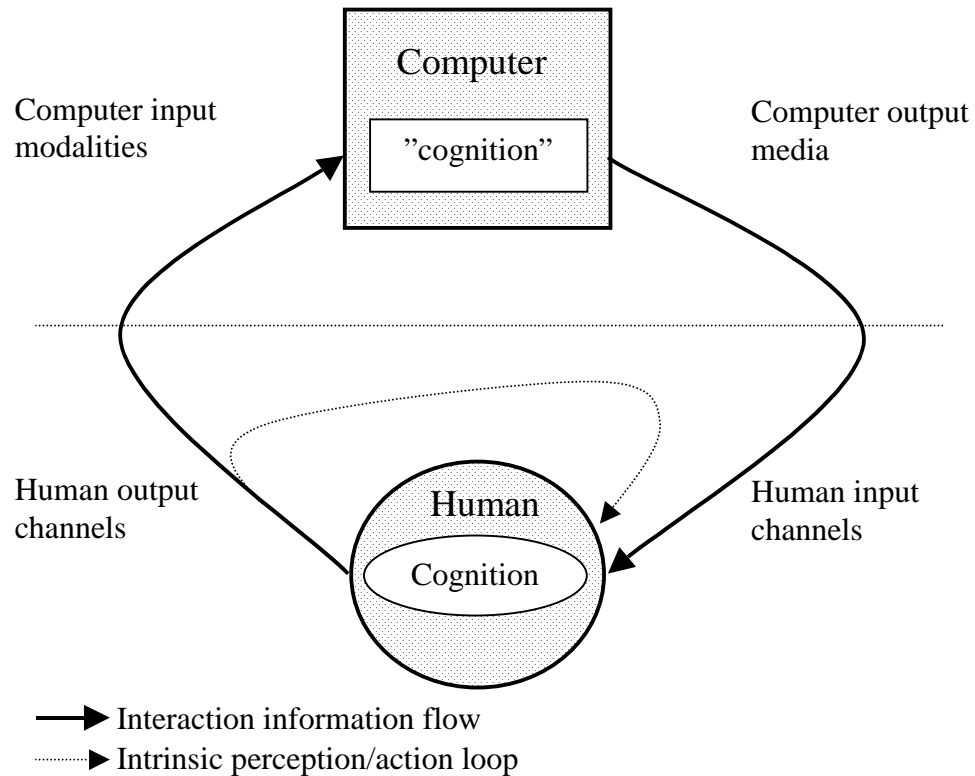 Computer
”cognition”
Computer input
modalities
Computer output
media
Human output
channels
Human
Cognition
Human input
channels
Interaction information flow
Intrinsic perception/action loop